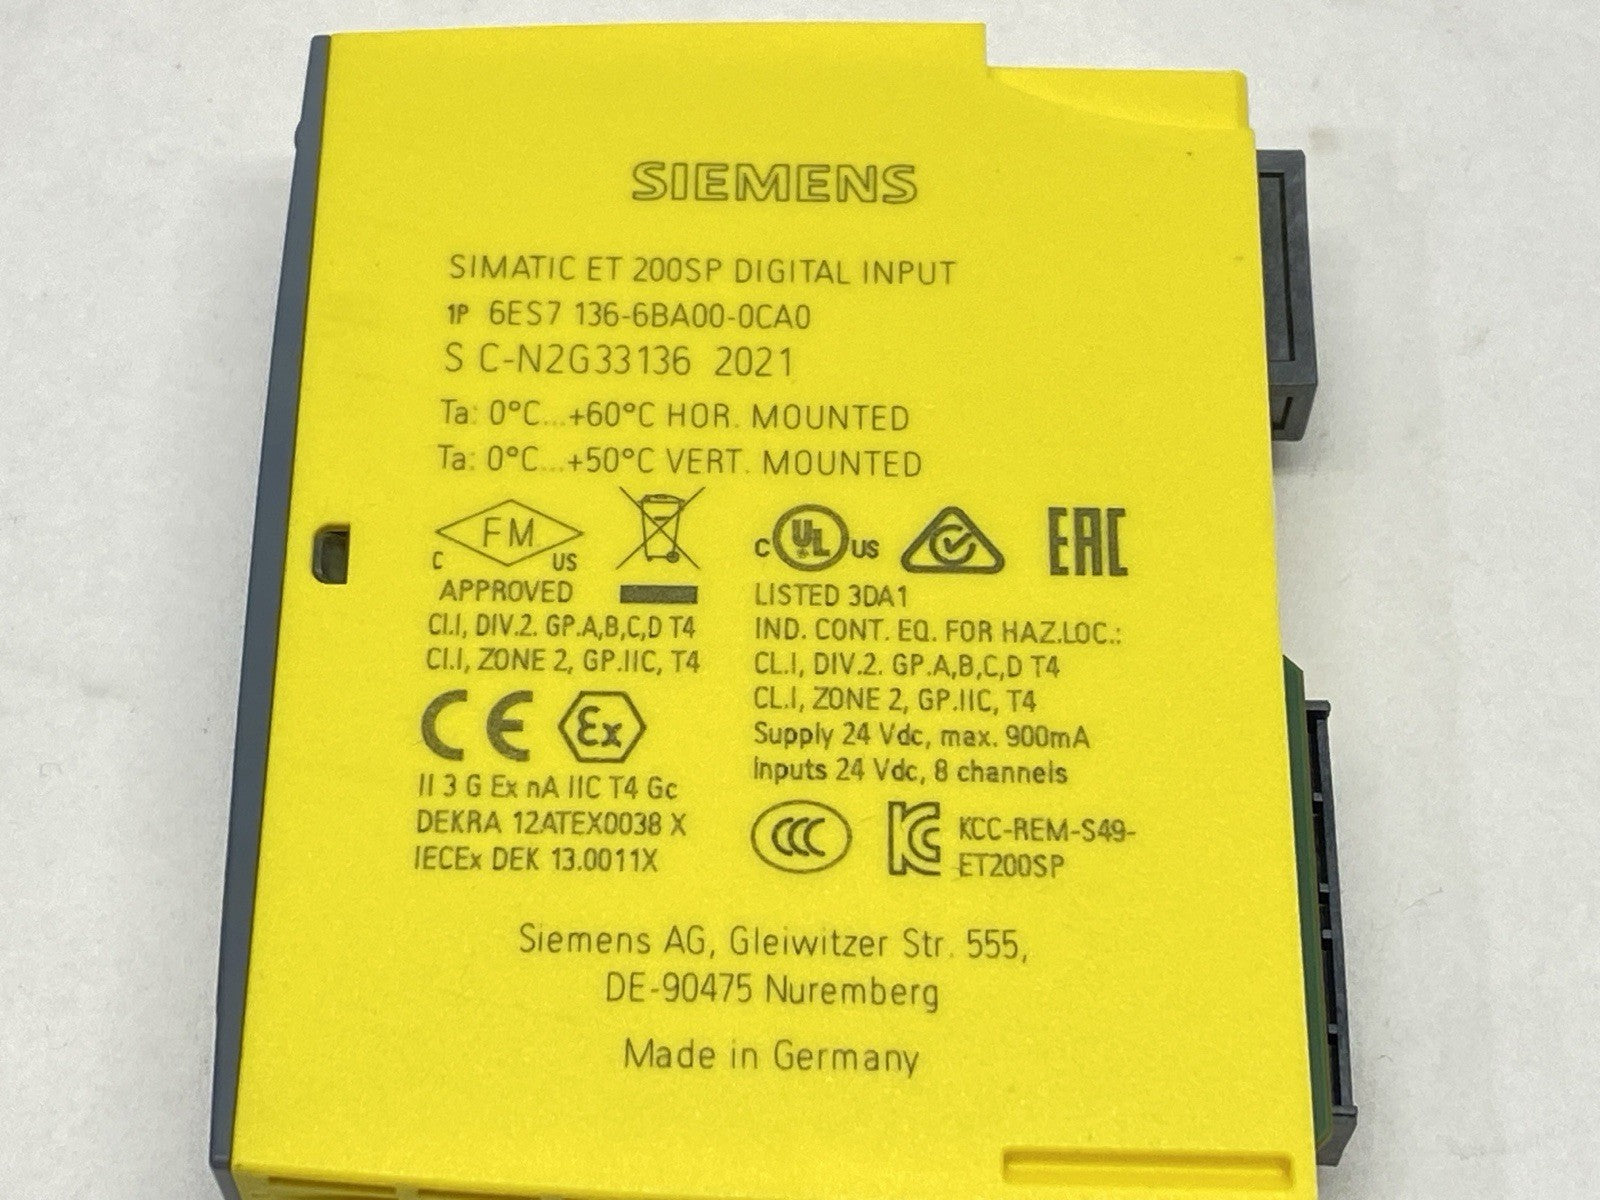 SIEMENS
SIMATIC ET 200SP DIGITAL INPUT
1P 6ES7 136-6BA00-0CA0
S C-N2G33136 2021
Ta: 0°C...+60°C HOR. MOUNTED
Ta: 0°C...+50°C VERT. MOUNTED
C FM US
APPROVED
Cl.I, DIV.2. GP.A,B,C,D T4
Cl.I, ZONE 2, GP.IIC, T4
CE Ex
II 3 G Ex nA IIC T4 Gc
DEKRA 12ATEX0038 X
IECEx DEK 13.0011X
C UL US
EAC
LISTED 3DA1
IND. CONT. EQ. FOR HAZ.LOC.:
CL.I, DIV.2. GP.A,B,C,D T4
CL.I, ZONE 2, GP.IIC, T4
Supply 24 Vdc, max. 900mA
Inputs 24 Vdc, 8 channels
CCC KC KCC-REM-S49-
ET200SP
Siemens AG, Gleiwitzer Str. 555,
DE-90475 Nuremberg
Made in Germany